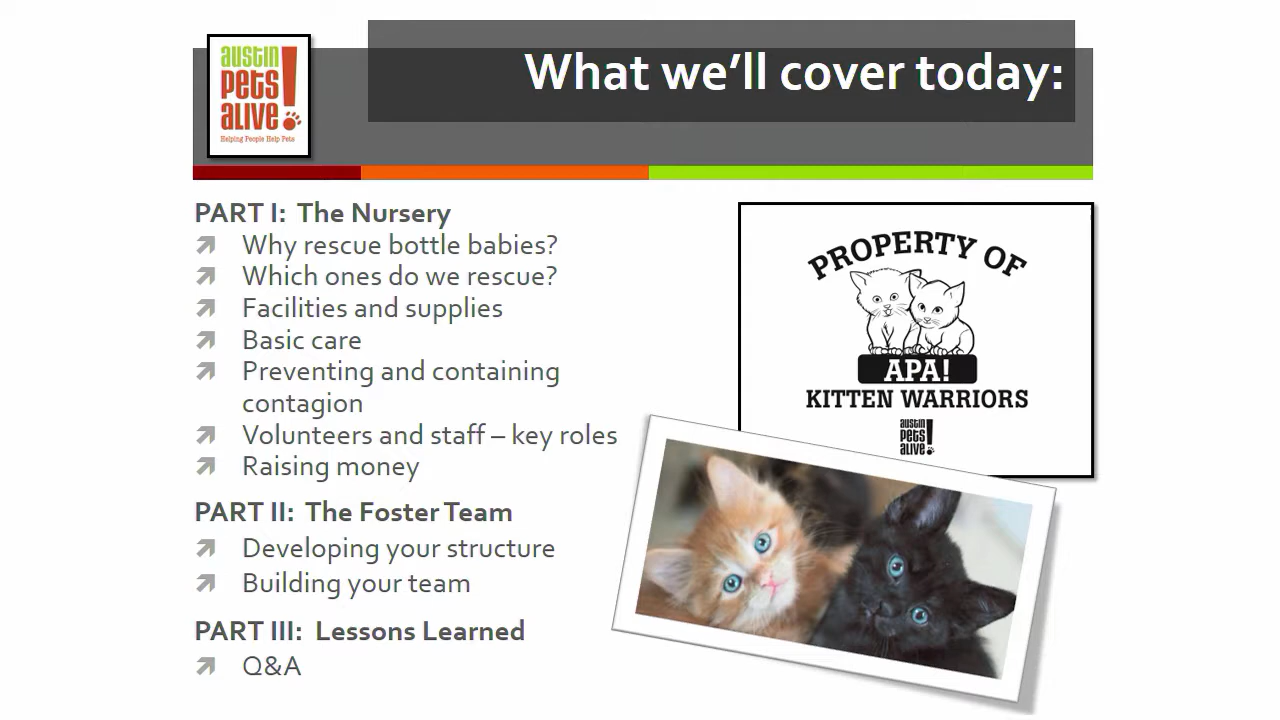 austin
pets
alive!
Helping People Help Pets
What we'll cover today:
PART I: The Nursery
Why rescue bottle babies?
Which ones do we rescue?
Facilities and supplies
Basic care
Preventing and containing
contagion
Volunteers and staff – key roles
Raising money
PART II: The Foster Team
Developing your structure
Building your team
PART III: Lessons Learned
Q&A
PROPERTY OF
APA!
KITTEN WARRIORS
austin
pets
alive!